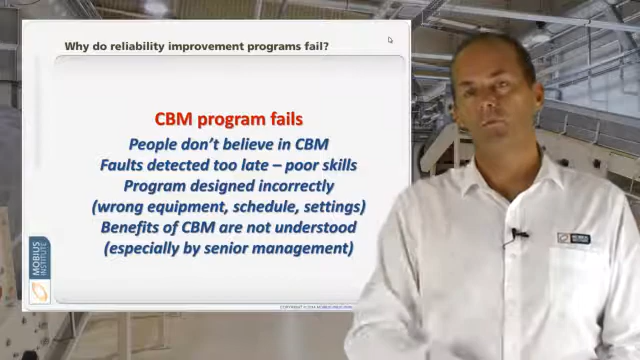 Why do reliability improvement programs fail?
CBM program fails
People don't believe in CBM
Faults detected too late – poor skills
Program designed incorrectly
(wrong equipment, schedule, settings)
Benefits of CBM are not understood
(especially by senior management)
MOBIUS
INSTITUTE